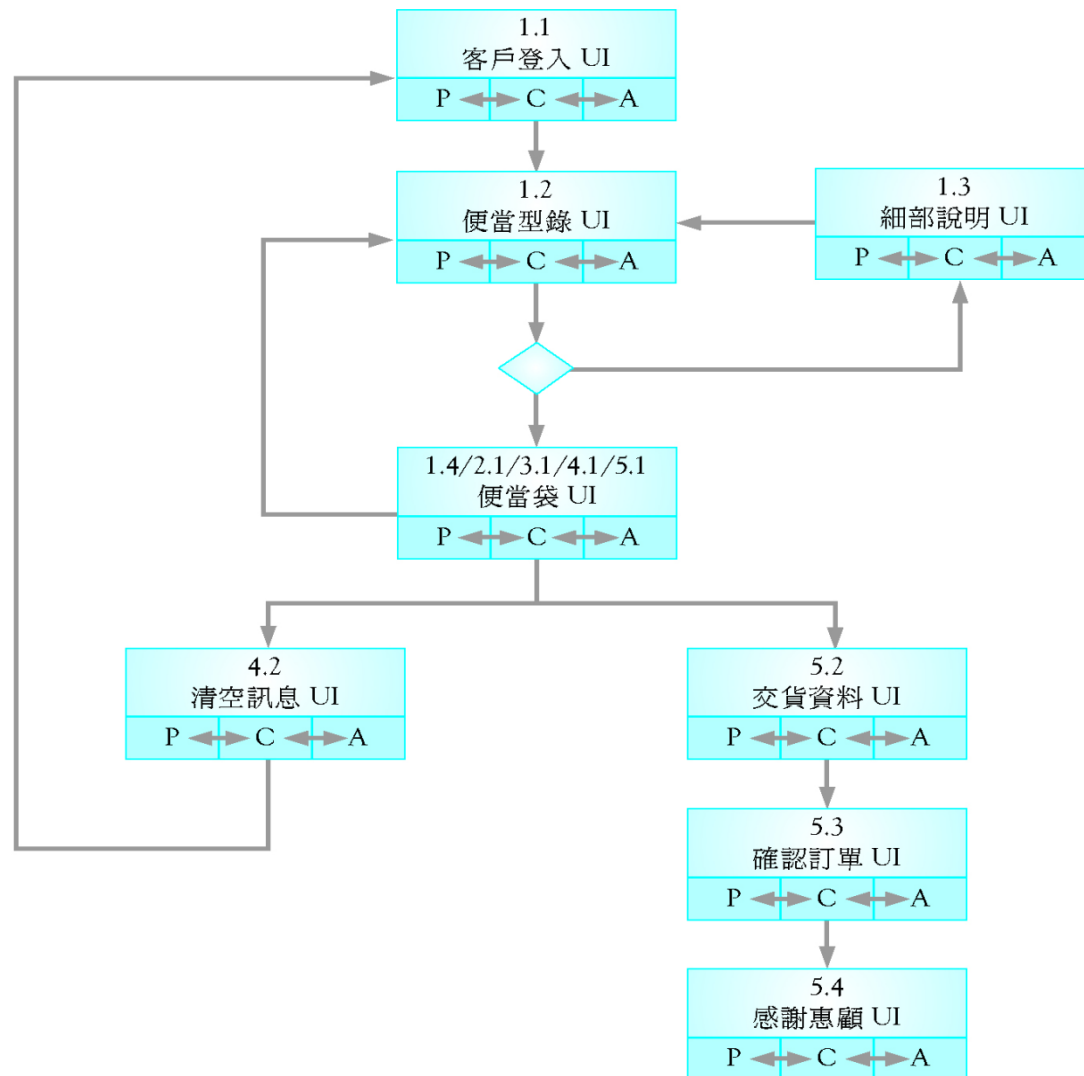 1.1
客戶登入 UI
P C A
1.2
便當型錄 UI
P C A
1.3
細部說明 UI
P C A
1.4/2.1/3.1/4.1/5.1
便當袋 UI
P C A
4.2
清空訊息 UI
P C A
5.2
交貨資料 UI
P C A
5.3
確認訂單 UI
P C A
5.4
感謝惠顧 UI
P C A